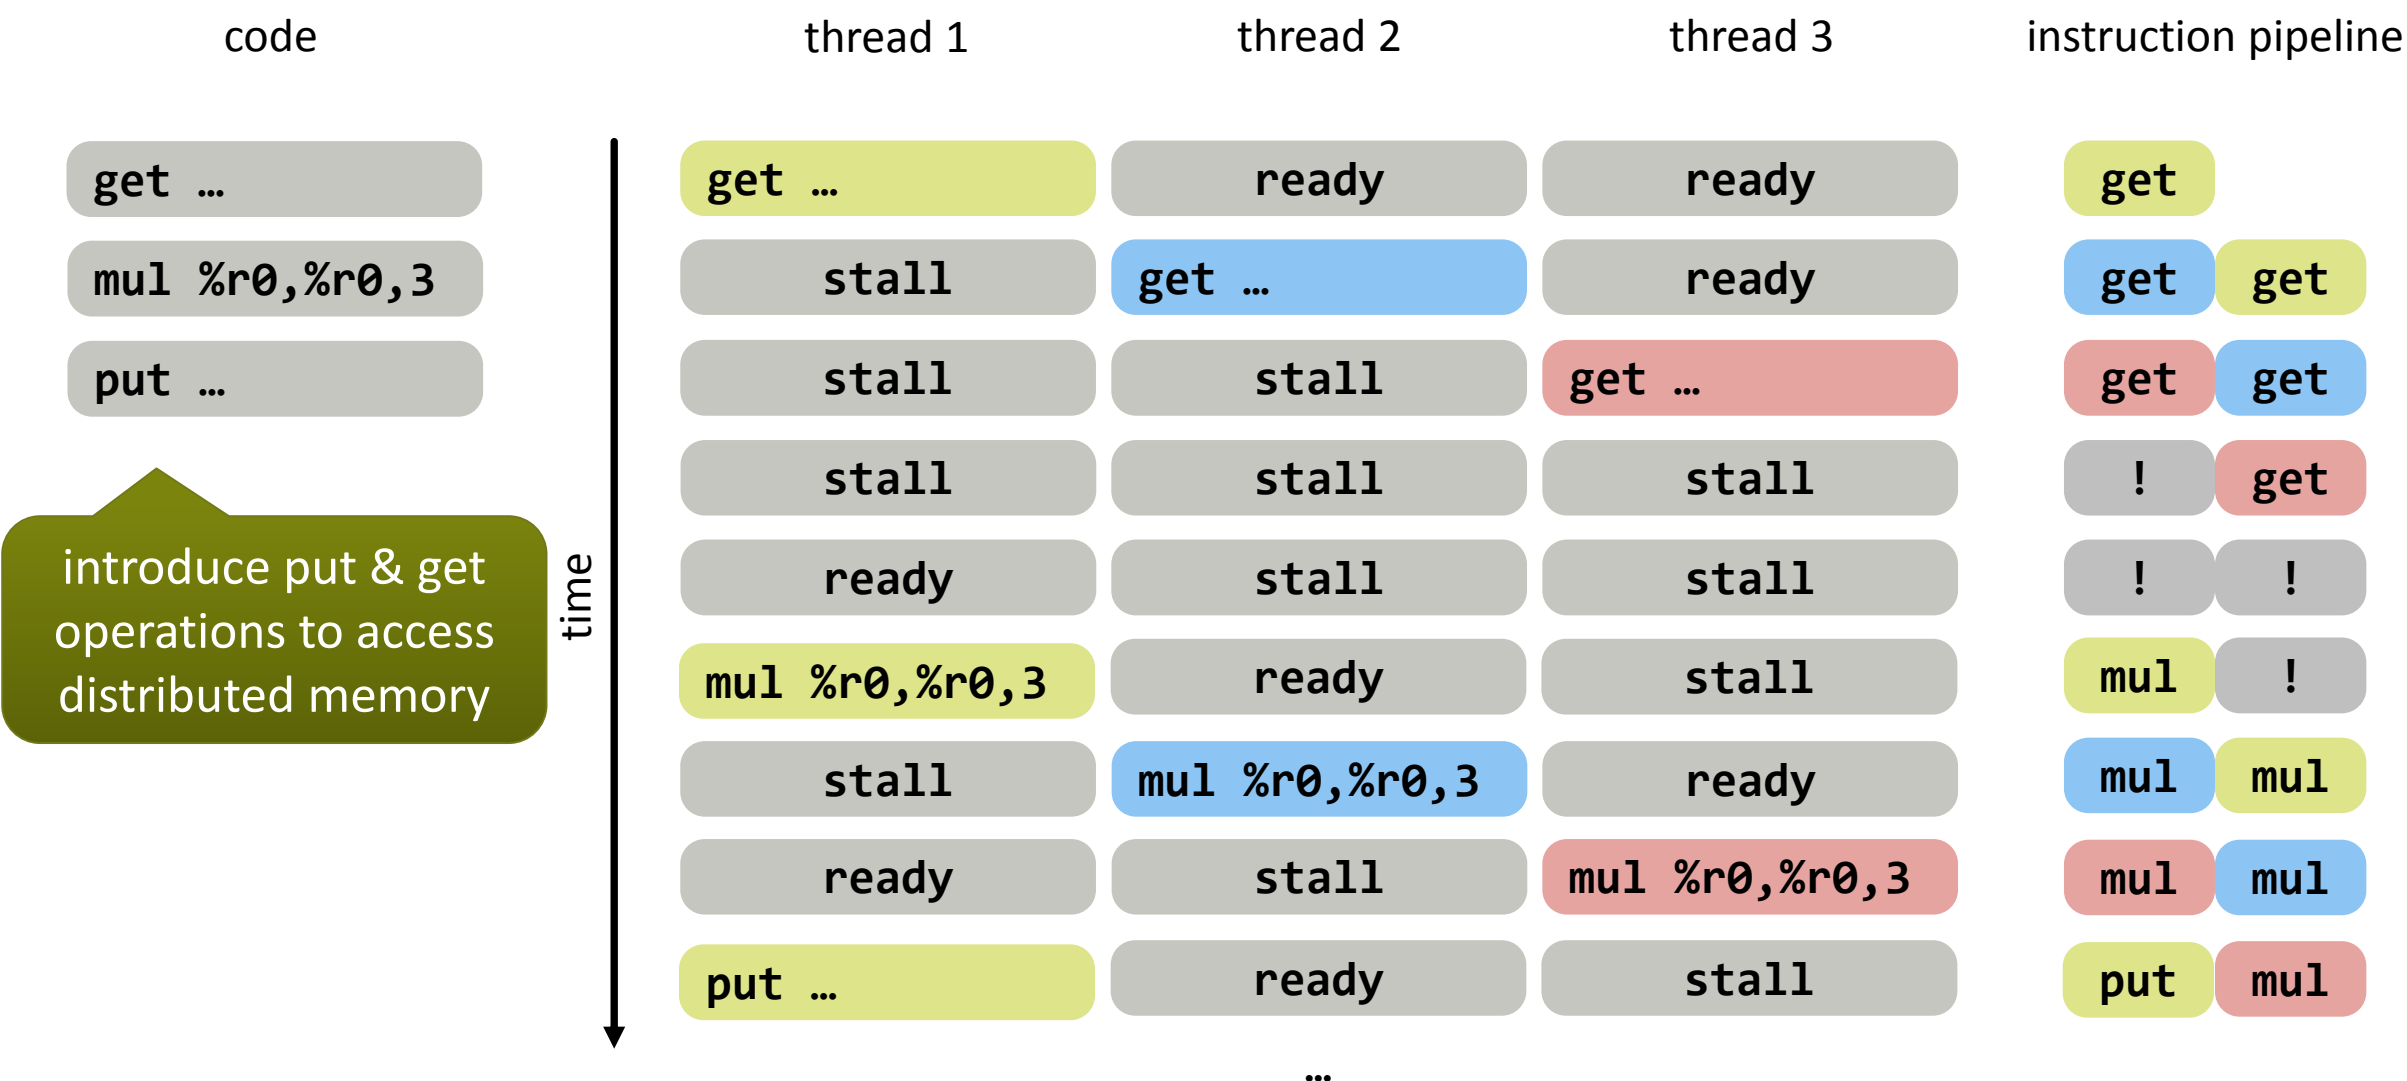 code thread 1 thread 2 thread 3 instruction pipeline
get … get … ready ready get
mul %r0,%r0,3 stall get … ready get get
put … stall stall get … get get
stall stall stall ! get
ready stall stall ! !
mul %r0,%r0,3 ready stall mul !
stall mul %r0,%r0,3 ready mul mul
ready stall mul %r0,%r0,3 mul mul
put … ready stall put mul
…
time
introduce put & get
operations to access
distributed memory